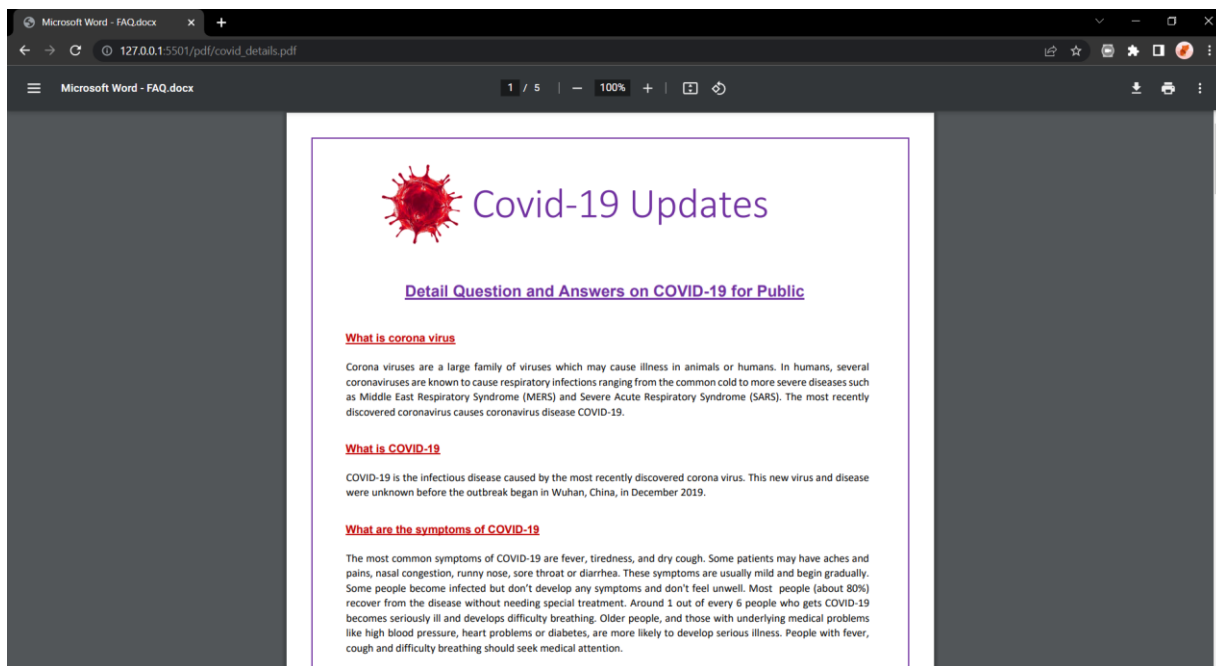 Microsoft Word - FAQ.docx
127.0.0.1:5501/pdf/covid_details.pdf
Microsoft Word - FAQ.docx 1 / 5 100%
Covid-19 Updates
Detail Question and Answers on COVID-19 for Public
What is corona virus
Corona viruses are a large family of viruses which may cause illness in animals or humans. In humans, several
coronaviruses are known to cause respiratory infections ranging from the common cold to more severe diseases such
as Middle East Respiratory Syndrome (MERS) and Severe Acute Respiratory Syndrome (SARS). The most recently
discovered coronavirus causes coronavirus disease COVID-19.
What is COVID-19
COVID-19 is the infectious disease caused by the most recently discovered corona virus. This new virus and disease
were unknown before the outbreak began in Wuhan, China, in December 2019.
What are the symptoms of COVID-19
The most common symptoms of COVID-19 are fever, tiredness, and dry cough. Some patients may have aches and
pains, nasal congestion, runny nose, sore throat or diarrhea. These symptoms are usually mild and begin gradually.
Some people become infected but don’t develop any symptoms and don't feel unwell. Most people (about 80%)
recover from the disease without needing special treatment. Around 1 out of every 6 people who gets COVID-19
becomes seriously ill and develops difficulty breathing. Older people, and those with underlying medical problems
like high blood pressure, heart problems or diabetes, are more likely to develop serious illness. People with fever,
cough and difficulty breathing should seek medical attention.